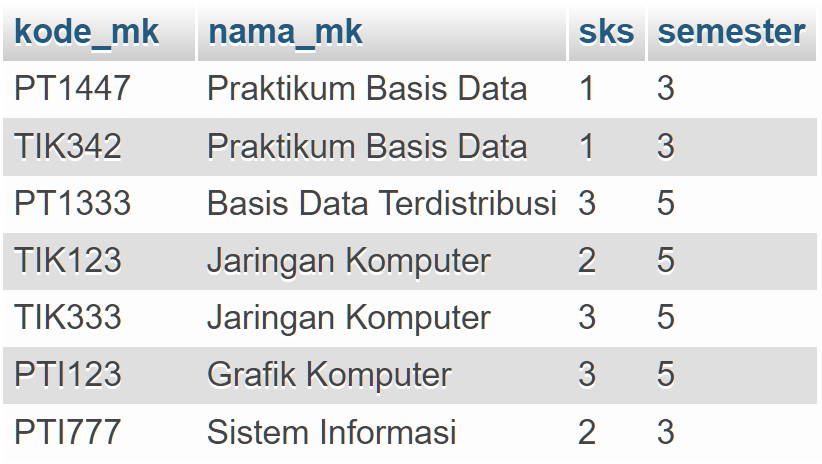 kode_mk nama_mk sks semester
PT1447 Praktikum Basis Data 1 3
TIK342 Praktikum Basis Data 1 3
PT1333 Basis Data Terdistribusi 3 5
TIK123 Jaringan Komputer 2 5
TIK333 Jaringan Komputer 3 5
PTI123 Grafik Komputer 3 5
PTI777 Sistem Informasi 2 3